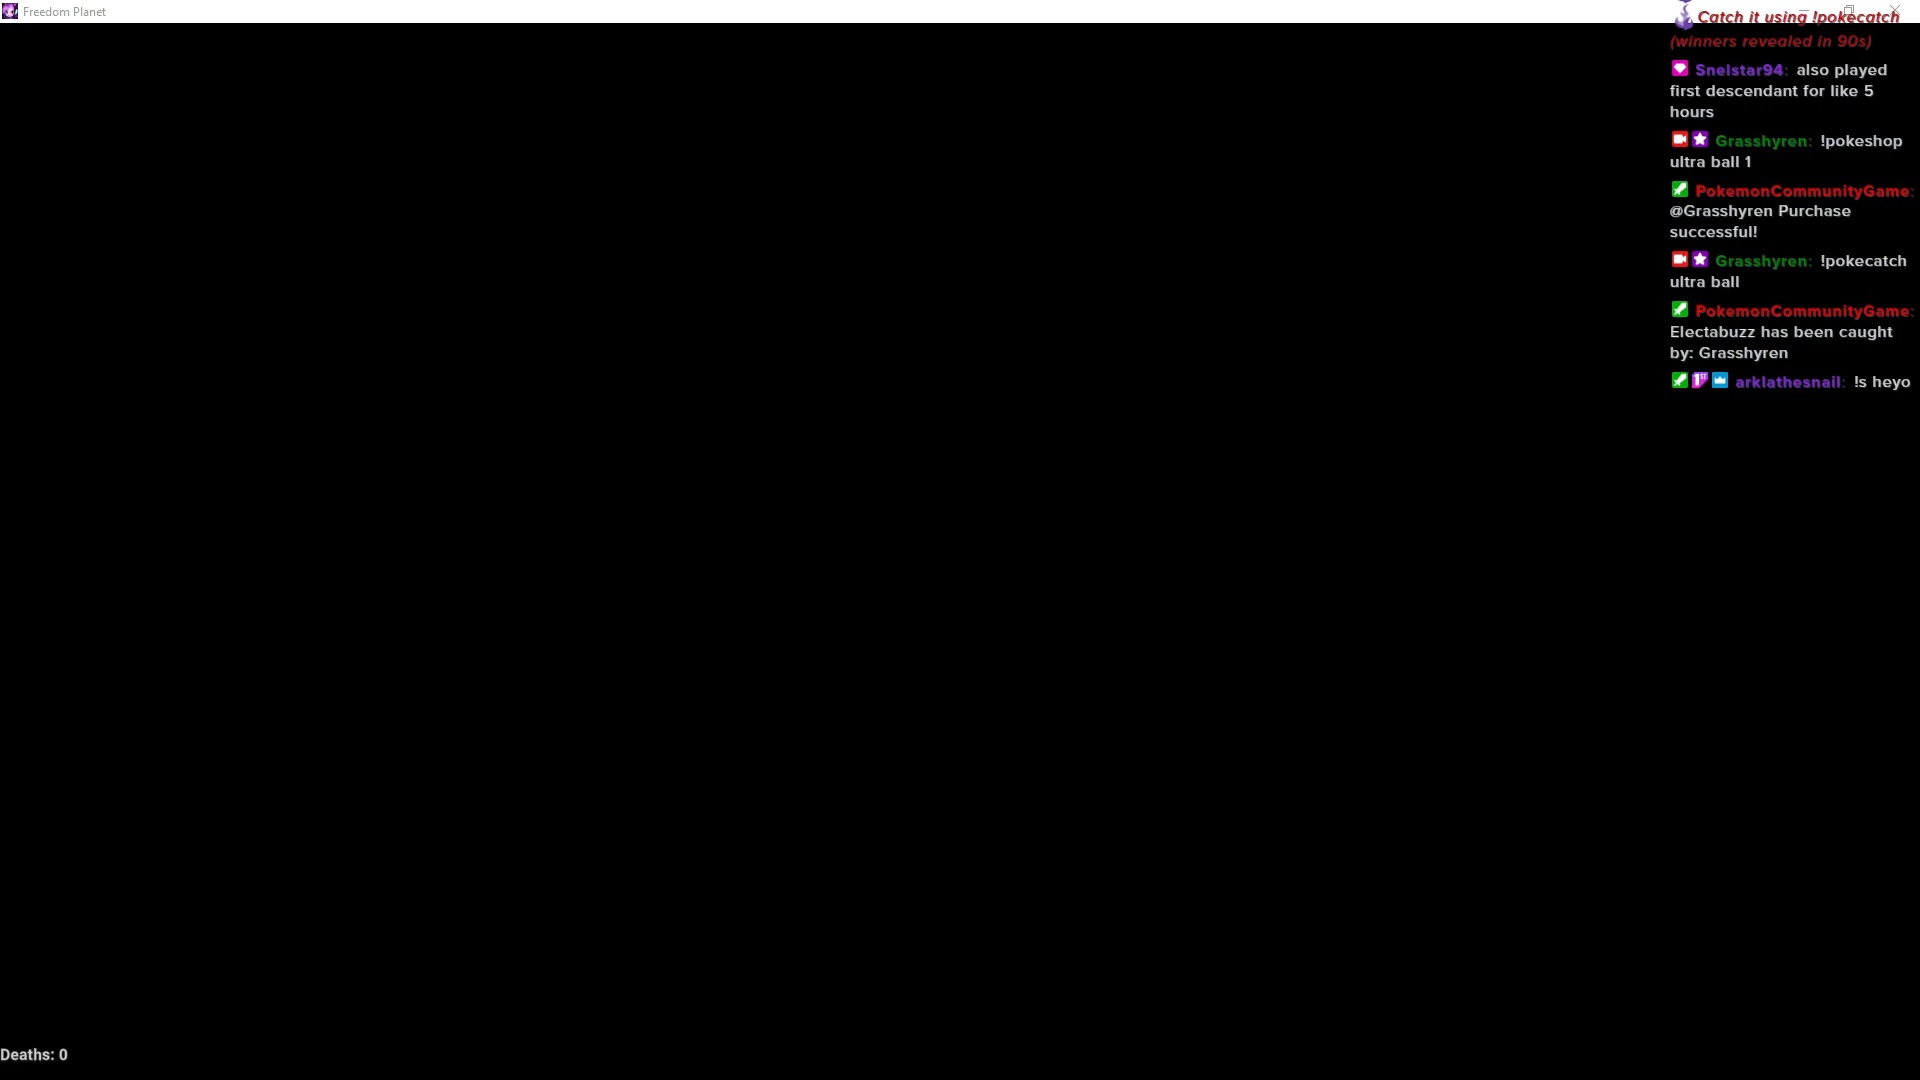 Freedom Planet
Catch it using !pokecatch
(winners revealed in 90s)
Snelstar94: also played
first descendant for like 5
hours
Grasshyren: !pokeshop
ultra ball 1
PokemonCommunityGame:
@Grasshyren Purchase
successful!
Grasshyren: !pokecatch
ultra ball
PokemonCommunityGame:
Electabuzz has been caught
by: Grasshyren
arklathesnail: !s heyo
Deaths: 0